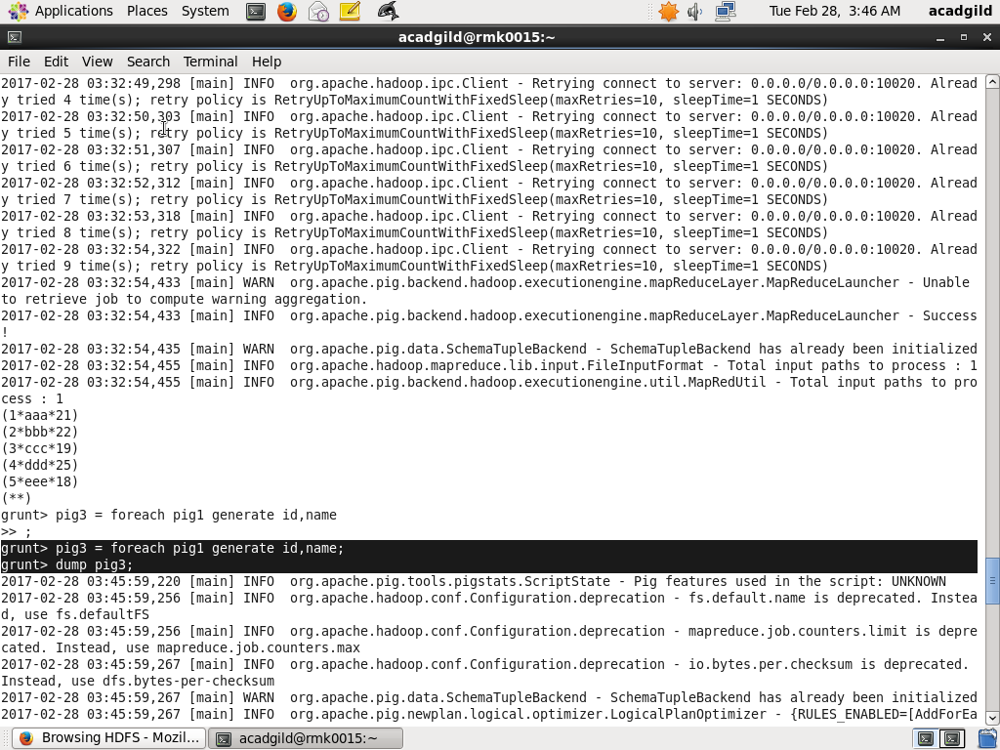 Applications Places System Tue Feb 28, 3:46 AM acadgild
acadgild@rmk0015:~
File Edit View Search Terminal Help
2017-02-28 03:32:49,298 [main] INFO  org.apache.hadoop.ipc.Client - Retrying connect to server: 0.0.0.0/0.0.0.0:10020. Alread
y tried 4 time(s); retry policy is RetryUpToMaximumCountWithFixedSleep(maxRetries=10, sleepTime=1 SECONDS)
2017-02-28 03:32:50,303 [main] INFO  org.apache.hadoop.ipc.Client - Retrying connect to server: 0.0.0.0/0.0.0.0:10020. Alread
y tried 5 time(s); retry policy is RetryUpToMaximumCountWithFixedSleep(maxRetries=10, sleepTime=1 SECONDS)
2017-02-28 03:32:51,307 [main] INFO  org.apache.hadoop.ipc.Client - Retrying connect to server: 0.0.0.0/0.0.0.0:10020. Alread
y tried 6 time(s); retry policy is RetryUpToMaximumCountWithFixedSleep(maxRetries=10, sleepTime=1 SECONDS)
2017-02-28 03:32:52,312 [main] INFO  org.apache.hadoop.ipc.Client - Retrying connect to server: 0.0.0.0/0.0.0.0:10020. Alread
y tried 7 time(s); retry policy is RetryUpToMaximumCountWithFixedSleep(maxRetries=10, sleepTime=1 SECONDS)
2017-02-28 03:32:53,318 [main] INFO  org.apache.hadoop.ipc.Client - Retrying connect to server: 0.0.0.0/0.0.0.0:10020. Alread
y tried 8 time(s); retry policy is RetryUpToMaximumCountWithFixedSleep(maxRetries=10, sleepTime=1 SECONDS)
2017-02-28 03:32:54,322 [main] INFO  org.apache.hadoop.ipc.Client - Retrying connect to server: 0.0.0.0/0.0.0.0:10020. Alread
y tried 9 time(s); retry policy is RetryUpToMaximumCountWithFixedSleep(maxRetries=10, sleepTime=1 SECONDS)
2017-02-28 03:32:54,433 [main] WARN  org.apache.pig.backend.hadoop.executionengine.mapReduceLayer.MapReduceLauncher - Unable
to retrieve job to compute warning aggregation.
2017-02-28 03:32:54,433 [main] INFO  org.apache.pig.backend.hadoop.executionengine.mapReduceLayer.MapReduceLauncher - Success
!
2017-02-28 03:32:54,435 [main] WARN  org.apache.pig.data.SchemaTupleBackend - SchemaTupleBackend has already been initialized
2017-02-28 03:32:54,455 [main] INFO  org.apache.hadoop.mapreduce.lib.input.FileInputFormat - Total input paths to process : 1
2017-02-28 03:32:54,455 [main] INFO  org.apache.pig.backend.hadoop.executionengine.util.MapRedUtil - Total input paths to pro
cess : 1
(1*aaa*21)
(2*bbb*22)
(3*ccc*19)
(4*ddd*25)
(5*eee*18)
(**)
grunt> pig3 = foreach pig1 generate id,name
>> ;
grunt> pig3 = foreach pig1 generate id,name;
grunt> dump pig3;
2017-02-28 03:45:59,220 [main] INFO  org.apache.pig.tools.pigstats.ScriptState - Pig features used in the script: UNKNOWN
2017-02-28 03:45:59,256 [main] INFO  org.apache.hadoop.conf.Configuration.deprecation - fs.default.name is deprecated. Instea
d, use fs.defaultFS
2017-02-28 03:45:59,256 [main] INFO  org.apache.hadoop.conf.Configuration.deprecation - mapreduce.job.counters.limit is depre
cated. Instead, use mapreduce.job.counters.max
2017-02-28 03:45:59,267 [main] INFO  org.apache.hadoop.conf.Configuration.deprecation - io.bytes.per.checksum is deprecated.
Instead, use dfs.bytes-per-checksum
2017-02-28 03:45:59,267 [main] WARN  org.apache.pig.data.SchemaTupleBackend - SchemaTupleBackend has already been initialized
2017-02-28 03:45:59,267 [main] INFO  org.apache.pig.newplan.logical.optimizer.LogicalPlanOptimizer - {RULES_ENABLED=[AddForEa
Browsing HDFS - Mozil... acadgild@rmk0015:~